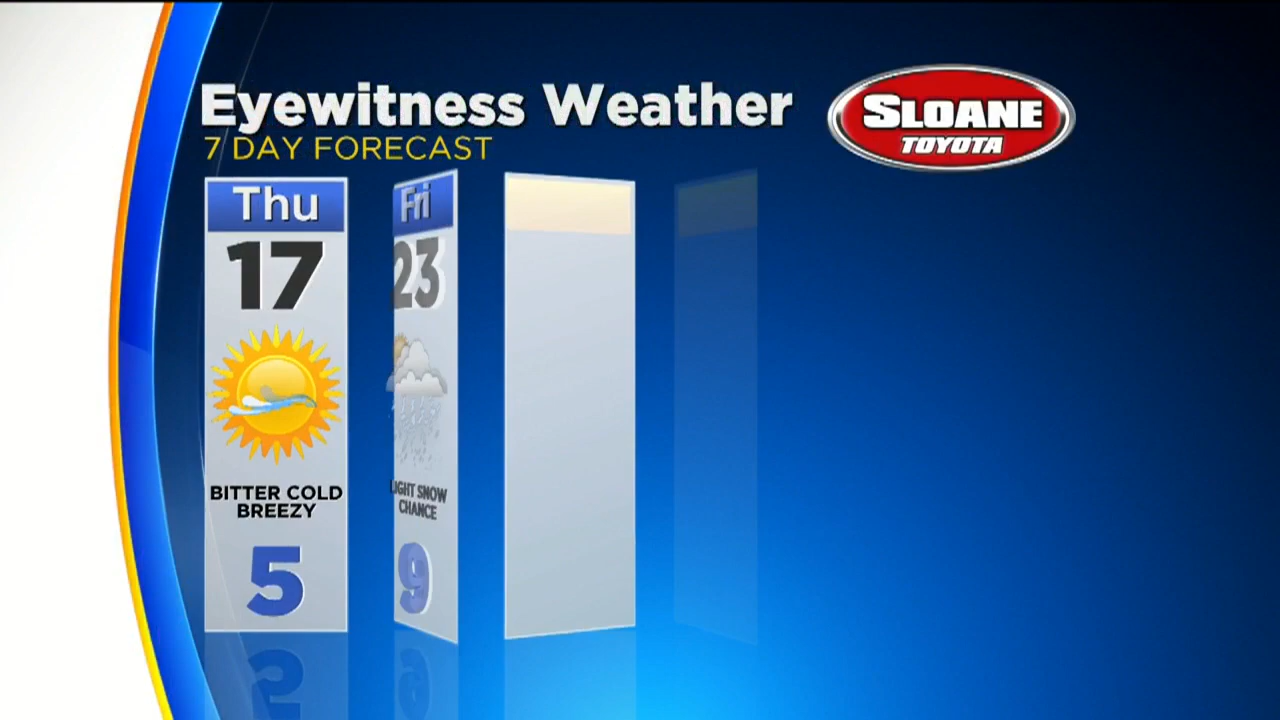 Eyewitness Weather
7 DAY FORECAST
SLOANE
TOYOTA
Thu
17
BITTER COLD
BREEZY
5
Fri
23
LIGHT SNOW
CHANCE
9